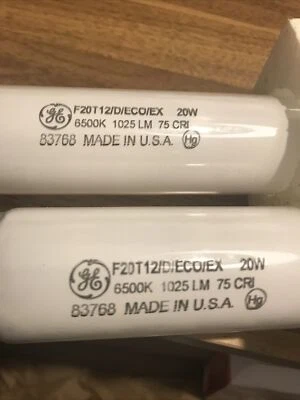 GE F20T12/D/ECO/EX 20W
6500K 1025 LM 75 CRI
83768 MADE IN U.S.A. Hg
GE F20T12/D/ECO/EX 20W
6500K 1025 LM 75 CRI
83768 MADE IN U.S.A. Hg